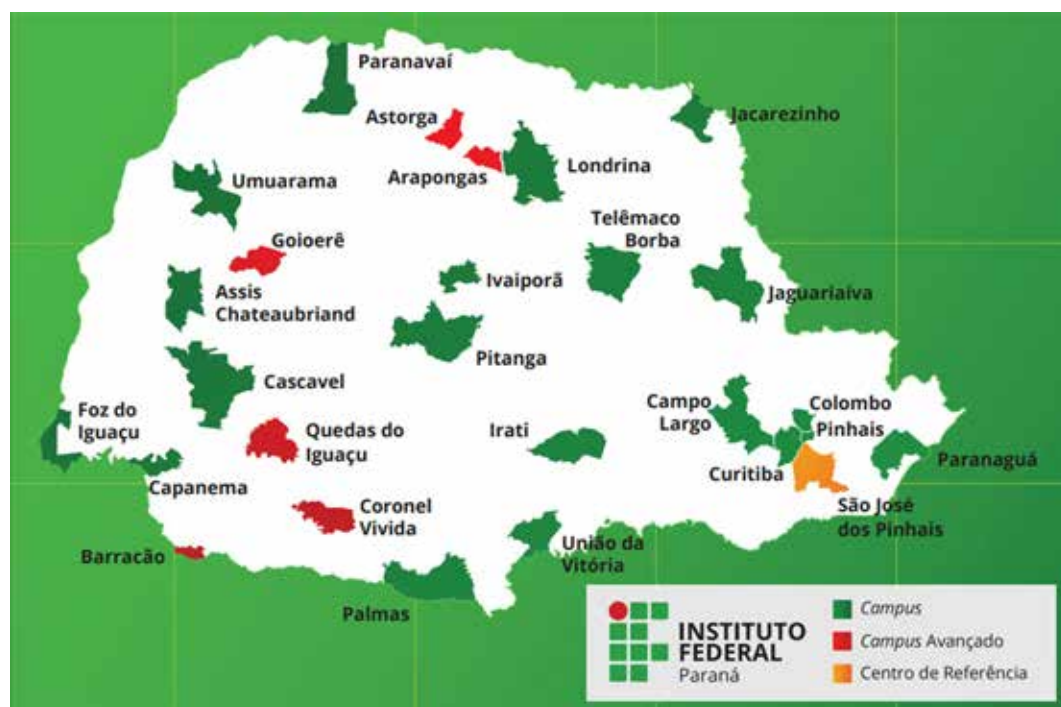 Paranavaí
Astorga
Jacarezinho
Arapongas
Londrina
Umuarama
Telêmaco
Borba
Goioerê
Ivaiporã
Assis
Chateaubriand
Jaguariaiva
Pitanga
Cascavel
Foz do
Iguaçu
Campo
Largo
Colombo
Pinhais
Quedas do
Iguaçu
Irati
Curitiba
Paranaguá
Capanema
Coronel
Vivida
São José
dos Pinhais
Barracão
União da
Vitória
Palmas
INSTITUTO
FEDERAL
Paraná
Campus
Campus Avançado
Centro de Referência